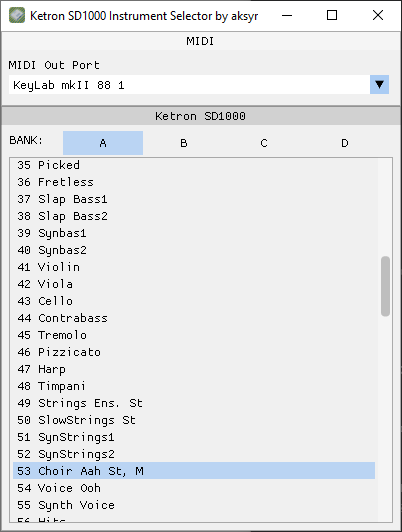 Ketron SD1000 Instrument Selector by aksyr
MIDI
MIDI Out Port
KeyLab mkII 88 1
Ketron SD1000
BANK: A B C D
35 Picked
36 Fretless
37 Slap Bass1
38 Slap Bass2
39 Synbas1
40 Synbas2
41 Violin
42 Viola
43 Cello
44 Contrabass
45 Tremolo
46 Pizzicato
47 Harp
48 Timpani
49 Strings Ens. St
50 SlowStrings St
51 SynStrings1
52 SynStrings2
53 Choir Aah St, M
54 Voice Ooh
55 Synth Voice
56 Hits